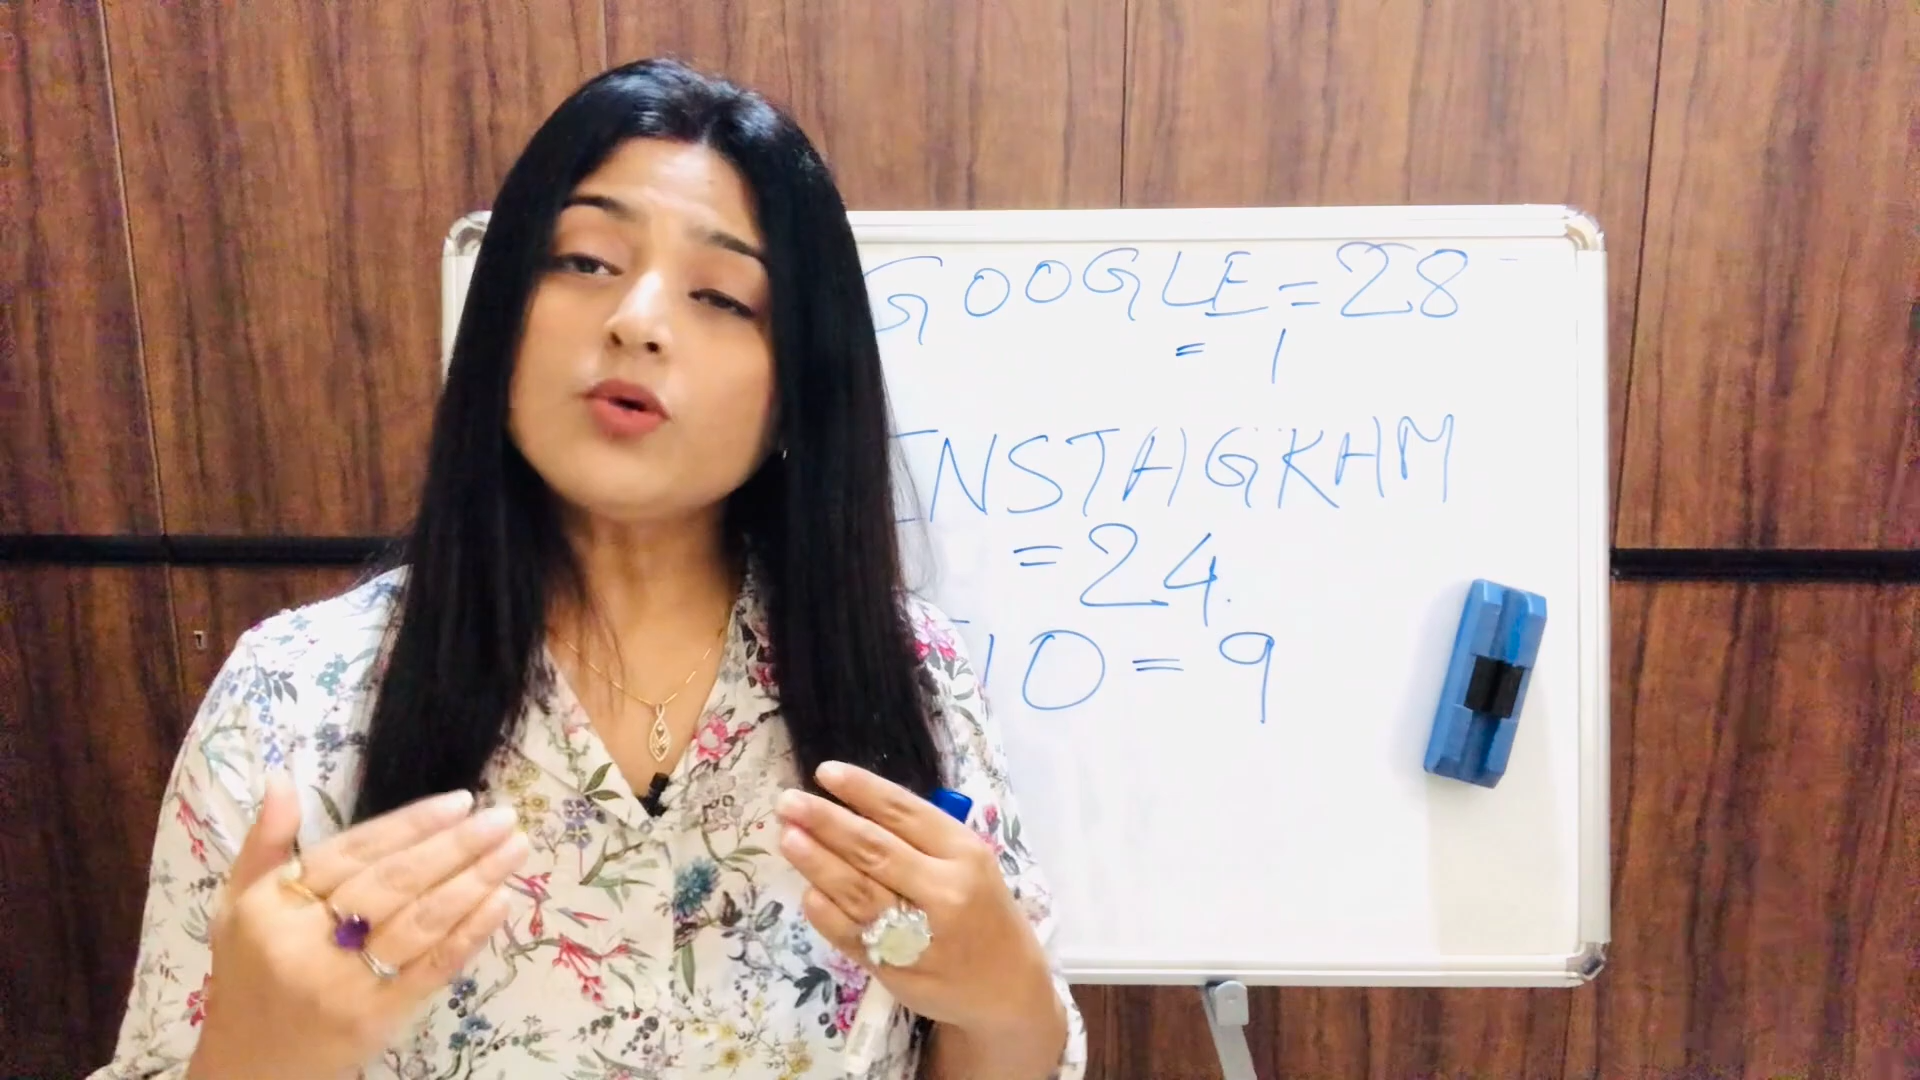 GOOGLE = 28
= 1
INSTAGRAM
= 24
10 = 9